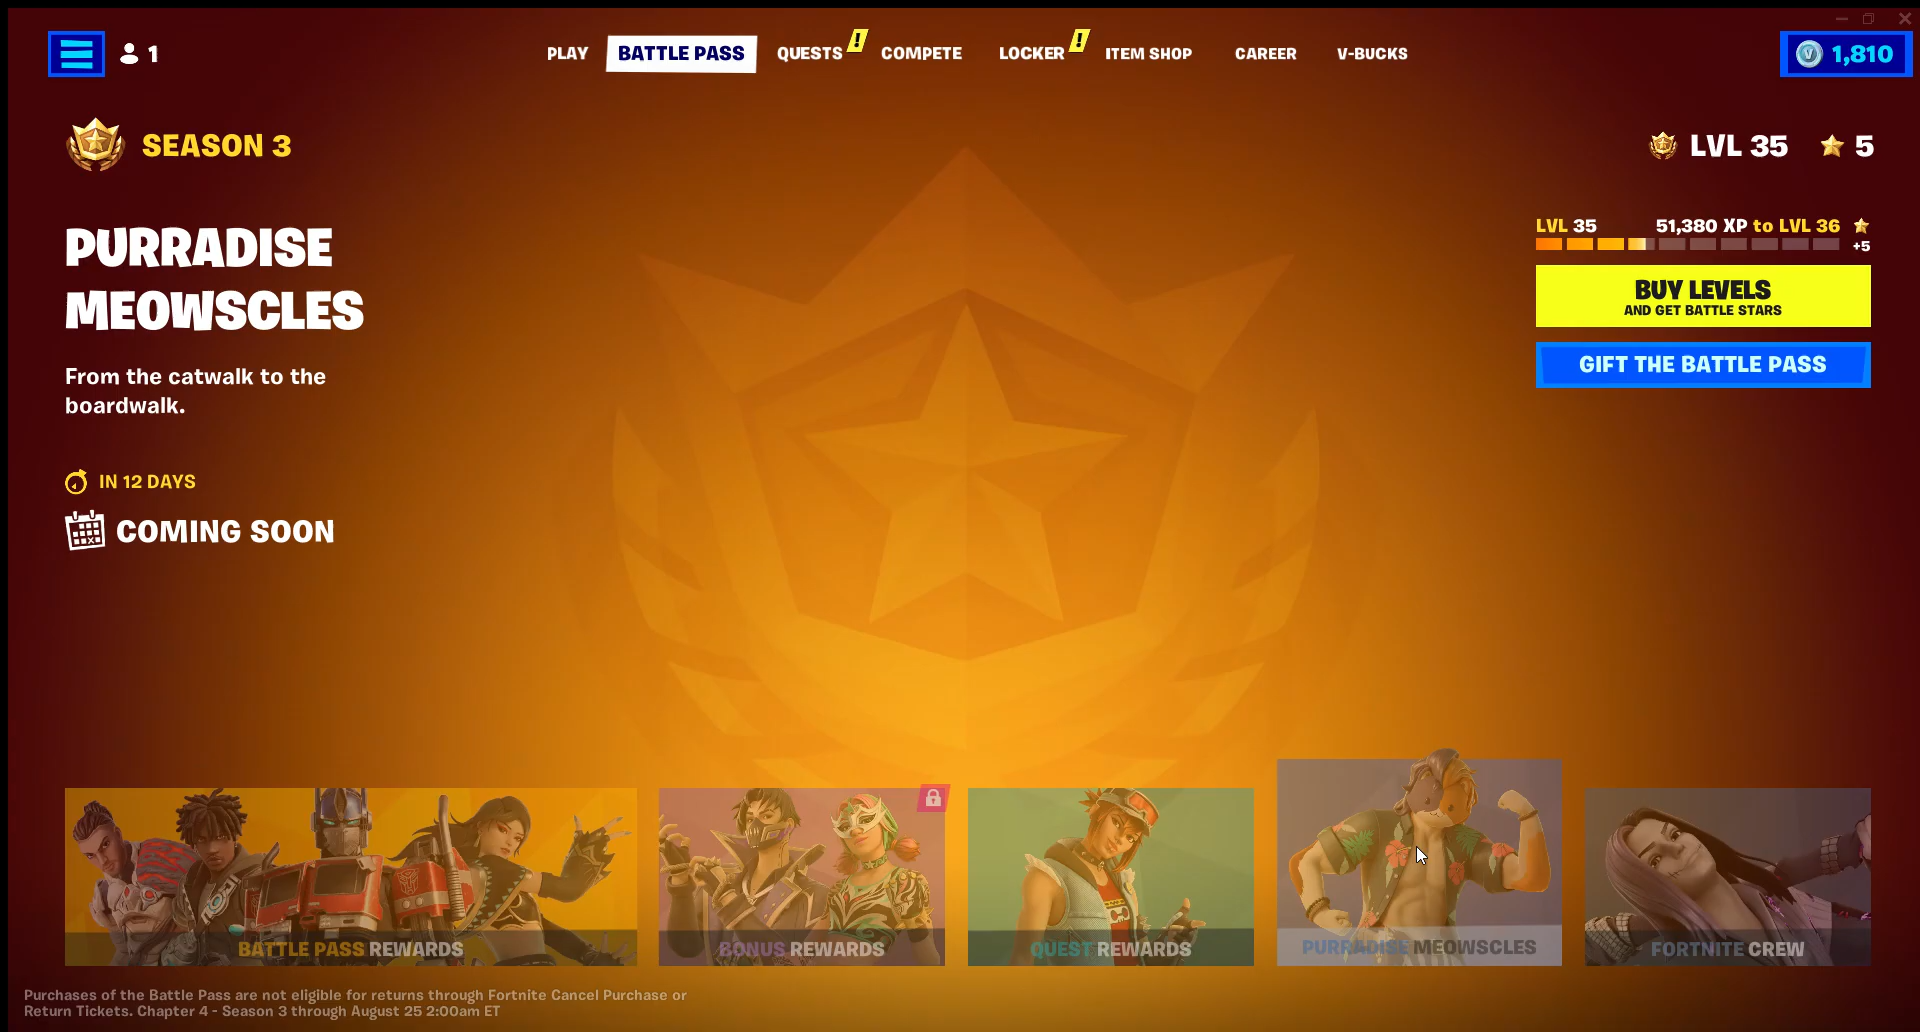 1
PLAY
BATTLE PASS
QUESTS
!
COMPETE
LOCKER
!
ITEM SHOP
CAREER
V-BUCKS
V 1,810
SEASON 3
LVL 35
5
PURRADISE
MEOWSCLES
From the catwalk to the
boardwalk.
IN 12 DAYS
COMING SOON
LVL 35
51,380 XP to LVL 36
+5
BUY LEVELS
AND GET BATTLE STARS
GIFT THE BATTLE PASS
BATTLE PASS REWARDS
BONUS REWARDS
QUEST REWARDS
PURRADISE MEOWSCLES
FORTNITE CREW
Purchases of the Battle Pass are not eligible for returns through Fortnite Cancel Purchase or
Return Tickets. Chapter 4 - Season 3 through August 25 2:00am ET